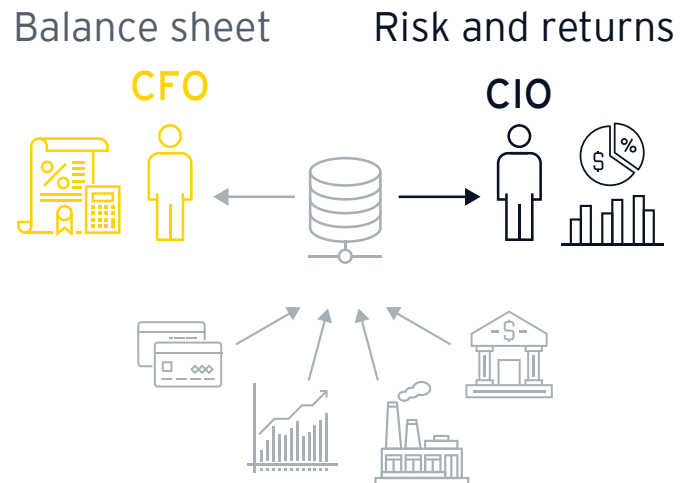 Balance sheet
Risk and returns
CFO
CIO
%
$
%
$